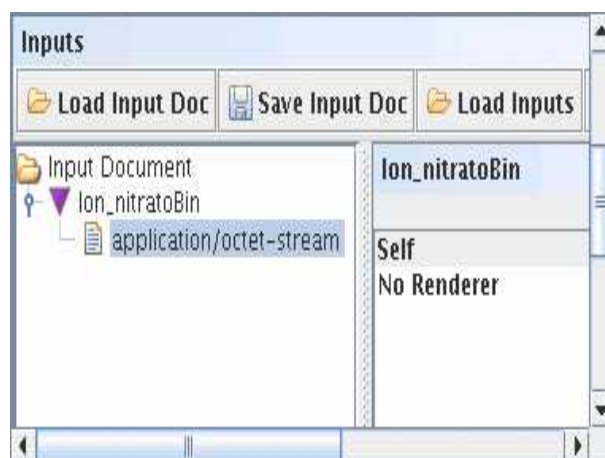 Inputs
Load Input Doc Save Input Doc Load Inputs
Input Document
Ion_nitratoBin
application/octet-stream
Ion_nitratoBin
Self
No Renderer